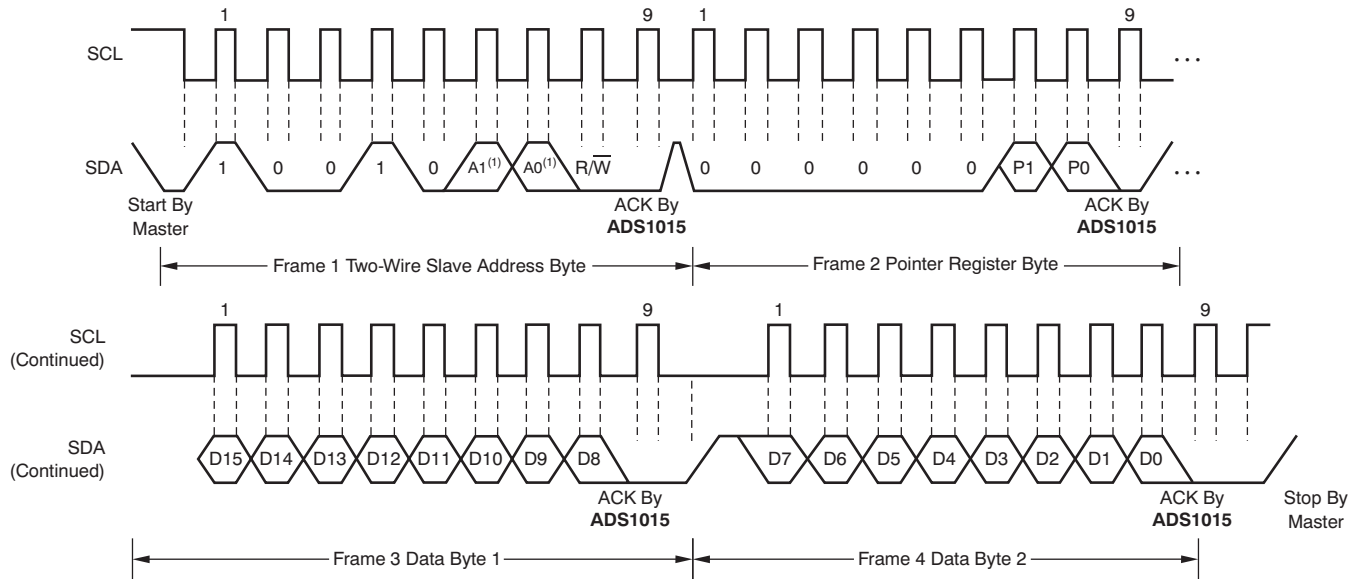 1 9 1 9
SCL
...
SDA 1 0 0 1 0 A1(1) A0(1) R/W̅ 0 0 0 0 0 0 P1 P0 ...
Start By
Master
ACK By
ADS1015
ACK By
ADS1015
Frame 1 Two-Wire Slave Address Byte
Frame 2 Pointer Register Byte
1 9 1 9
SCL
(Continued)
SDA
(Continued)
D15 D14 D13 D12 D11 D10 D9 D8 D7 D6 D5 D4 D3 D2 D1 D0
ACK By
ADS1015
ACK By
ADS1015
Stop By
Master
Frame 3 Data Byte 1
Frame 4 Data Byte 2